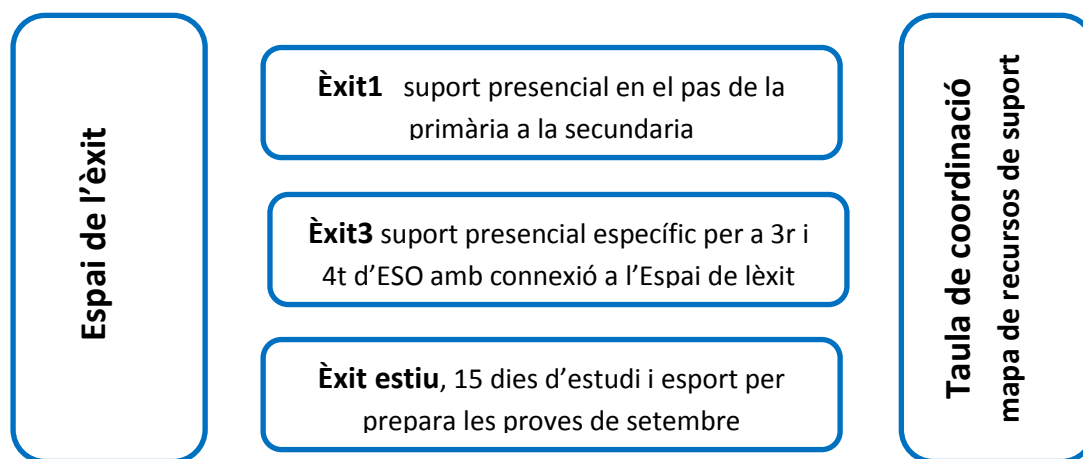 Espai de l'èxit
Èxit1 suport presencial en el pas de la
primària a la secundaria
Èxit3 suport presencial específic per a 3r i
4t d'ESO amb connexió a l'Espai de lèxit
Èxit estiu, 15 dies d'estudi i esport per
prepara les proves de setembre
Taula de coordinació
mapa de recursos de suport